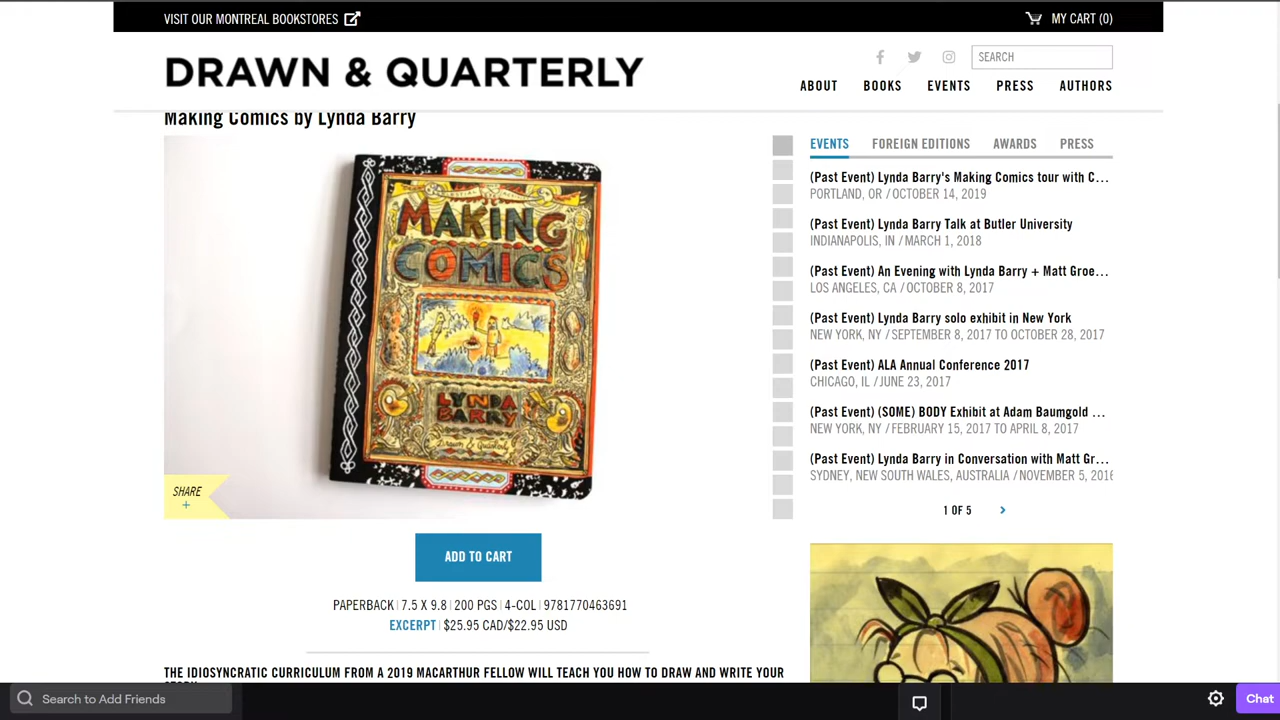 VISIT OUR MONTREAL BOOKSTORES
MY CART (0)
DRAWN & QUARTERLY
SEARCH
ABOUT BOOKS EVENTS PRESS AUTHORS
Making Comics by Lynda Barry
MAKING
COMICS
LYNDA
BARRY
Drawn & Quarterly
SHARE
+
EVENTS FOREIGN EDITIONS AWARDS PRESS
(Past Event) Lynda Barry's Making Comics tour with C...
PORTLAND, OR / OCTOBER 14, 2019
(Past Event) Lynda Barry Talk at Butler University
INDIANAPOLIS, IN / MARCH 1, 2018
(Past Event) An Evening with Lynda Barry + Matt Groe...
LOS ANGELES, CA / OCTOBER 8, 2017
(Past Event) Lynda Barry solo exhibit in New York
NEW YORK, NY / SEPTEMBER 8, 2017 TO OCTOBER 28, 2017
(Past Event) ALA Annual Conference 2017
CHICAGO, IL / JUNE 23, 2017
(Past Event) (SOME) BODY Exhibit at Adam Baumgold ...
NEW YORK, NY / FEBRUARY 15, 2017 TO APRIL 8, 2017
(Past Event) Lynda Barry in Conversation with Matt Gr...
SYDNEY, NEW SOUTH WALES, AUSTRALIA / NOVEMBER 5, 2016
1 OF 5
ADD TO CART
PAPERBACK | 7.5 X 9.8 | 200 PGS | 4-COL | 9781770463691
EXCERPT | $25.95 CAD/$22.95 USD
THE IDIOSYNCRATIC CURRICULUM FROM A 2019 MACARTHUR FELLOW WILL TEACH YOU HOW TO DRAW AND WRITE YOUR
Search to Add Friends
Chat